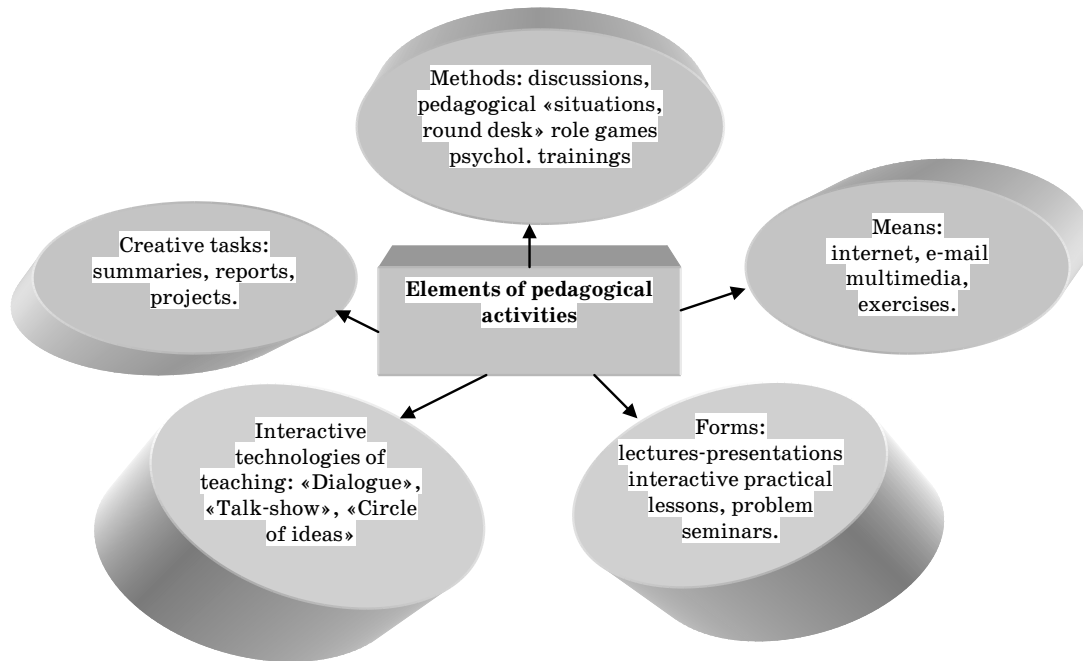 Methods: discussions,
pedagogical «situations,
round desk» role games
psychol. trainings
Creative tasks:
summaries, reports,
projects.
Elements of pedagogical
activities
Means:
internet, e-mail
multimedia,
exercises.
Interactive
technologies of
teaching: «Dialogue»,
«Talk-show», «Circle
of ideas»
Forms:
lectures-presentations
interactive practical
lessons, problem
seminars.